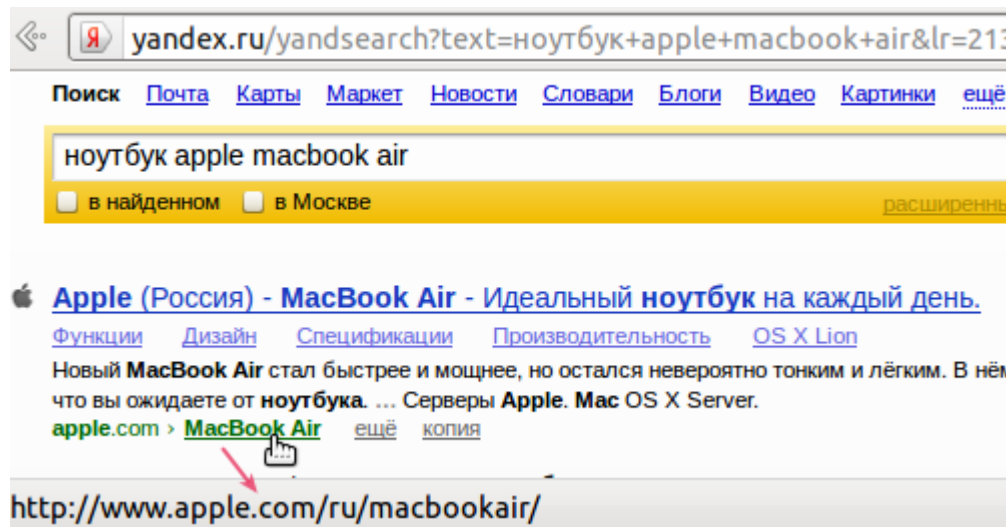 yandex.ru/yandsearch?text=ноутбук+apple+macbook+air&lr=213
Поиск Почта Карты Маркет Новости Словари Блоги Видео Картинки ещё
ноутбук apple macbook air
в найденном в Москве расширенны
Apple (Россия) - MacBook Air - Идеальный ноутбук на каждый день.
Функции Дизайн Спецификации Производительность OS X Lion
Новый MacBook Air стал быстрее и мощнее, но остался невероятно тонким и лёгким. В нём
что вы ожидаете от ноутбука. ... Серверы Apple. Mac OS X Server.
apple.com › MacBook Air ещё копия
http://www.apple.com/ru/macbookair/